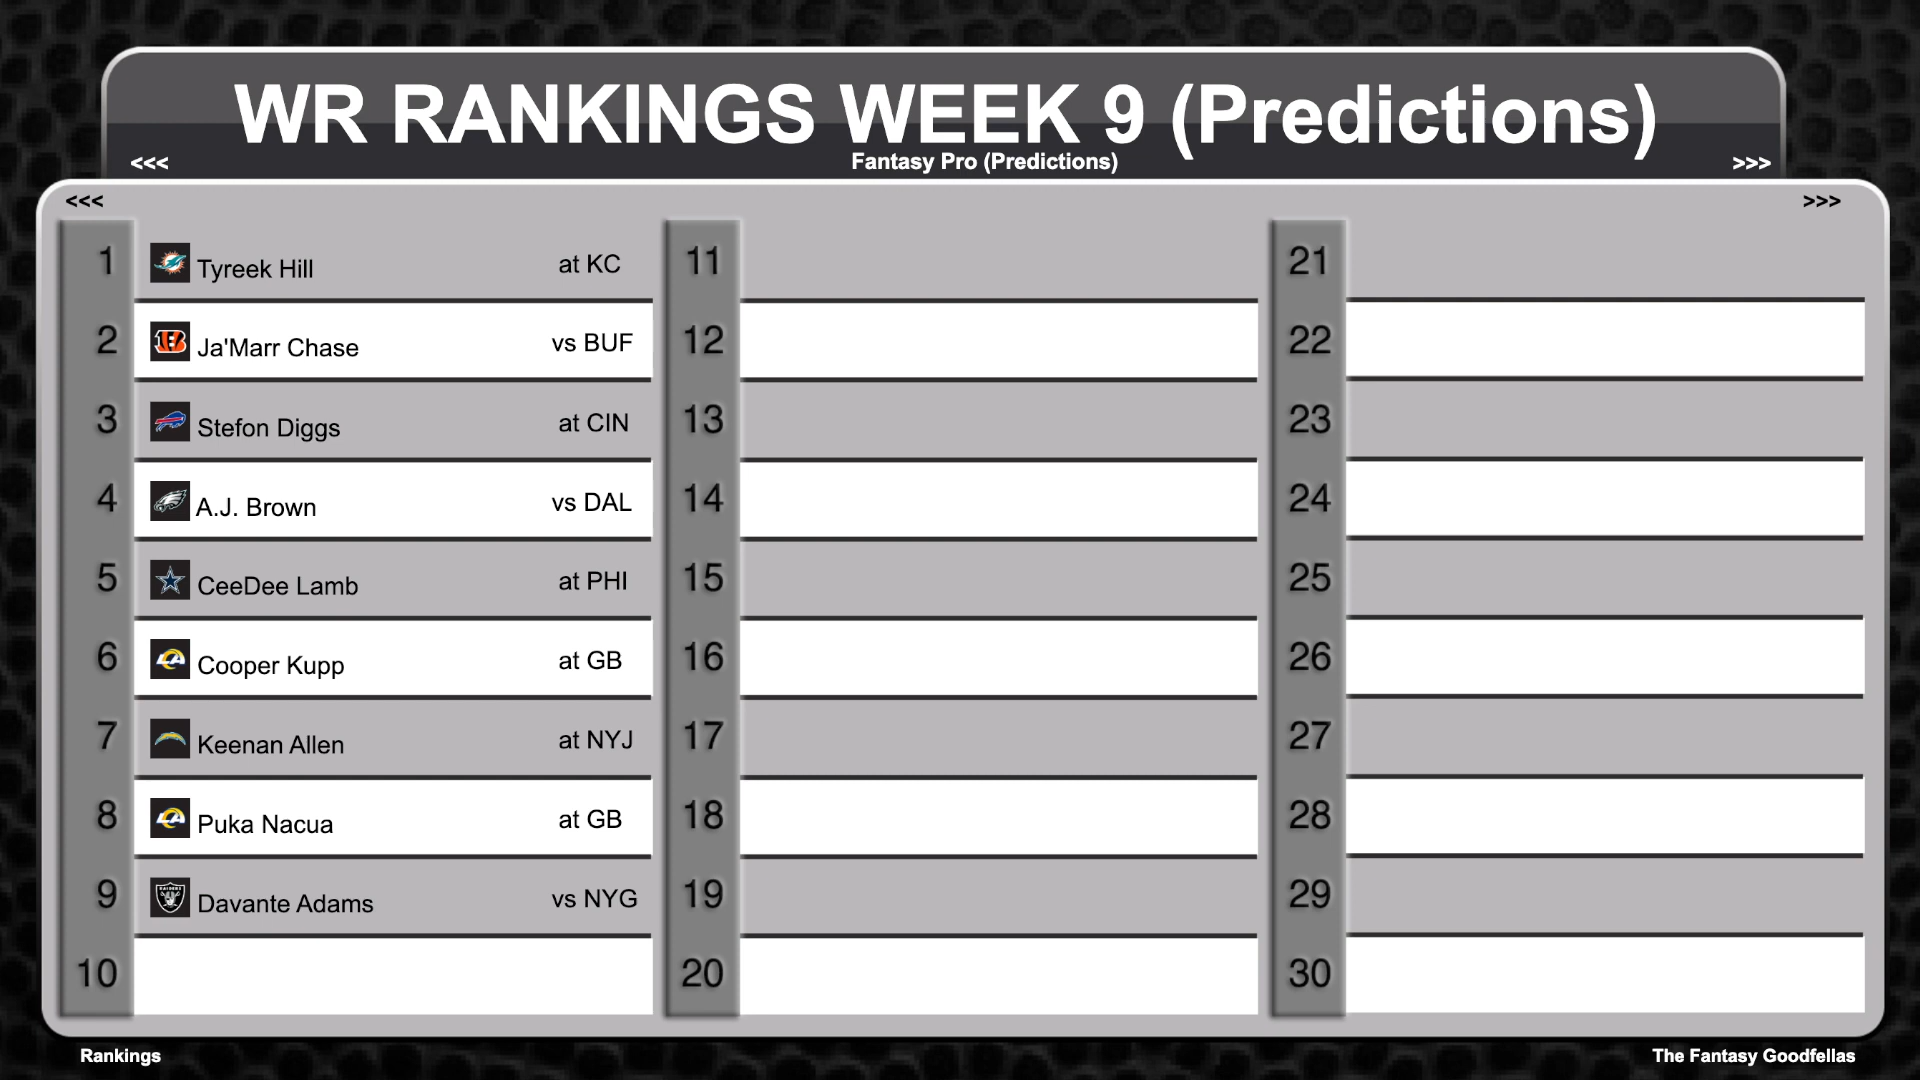 WR RANKINGS WEEK 9 (Predictions)
<<< Fantasy Pro (Predictions) >>>
<<< >>>
1 Tyreek Hill at KC
2 Ja'Marr Chase vs BUF
3 Stefon Diggs at CIN
4 A.J. Brown vs DAL
5 CeeDee Lamb at PHI
6 Cooper Kupp at GB
7 Keenan Allen at NYJ
8 Puka Nacua at GB
9 Davante Adams vs NYG
10
11
12
13
14
15
16
17
18
19
20
21
22
23
24
25
26
27
28
29
30
Rankings
The Fantasy Goodfellas